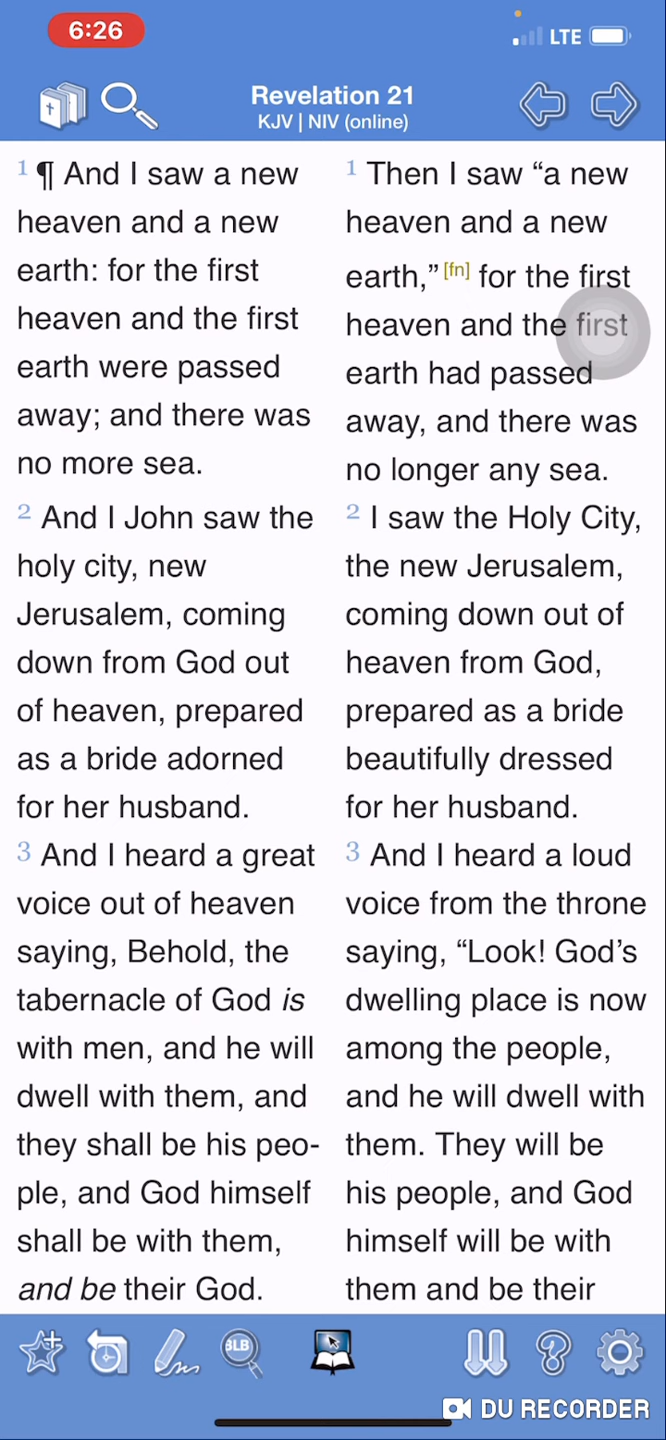 6:26
LTE
Revelation 21
KJV | NIV (online)
1 ¶ And I saw a new
heaven and a new
earth: for the first
heaven and the first
earth were passed
away; and there was
no more sea.
2 And I John saw the
holy city, new
Jerusalem, coming
down from God out
of heaven, prepared
as a bride adorned
for her husband.
3 And I heard a great
voice out of heaven
saying, Behold, the
tabernacle of God is
with men, and he will
dwell with them, and
they shall be his peo-
ple, and God himself
shall be with them,
and be their God.
1 Then I saw “a new
heaven and a new
earth,” [fn] for the first
heaven and the first
earth had passed
away, and there was
no longer any sea.
2 I saw the Holy City,
the new Jerusalem,
coming down out of
heaven from God,
prepared as a bride
beautifully dressed
for her husband.
3 And I heard a loud
voice from the throne
saying, “Look! God’s
dwelling place is now
among the people,
and he will dwell with
them. They will be
his people, and God
himself will be with
them and be their
BLB
DU RECORDER